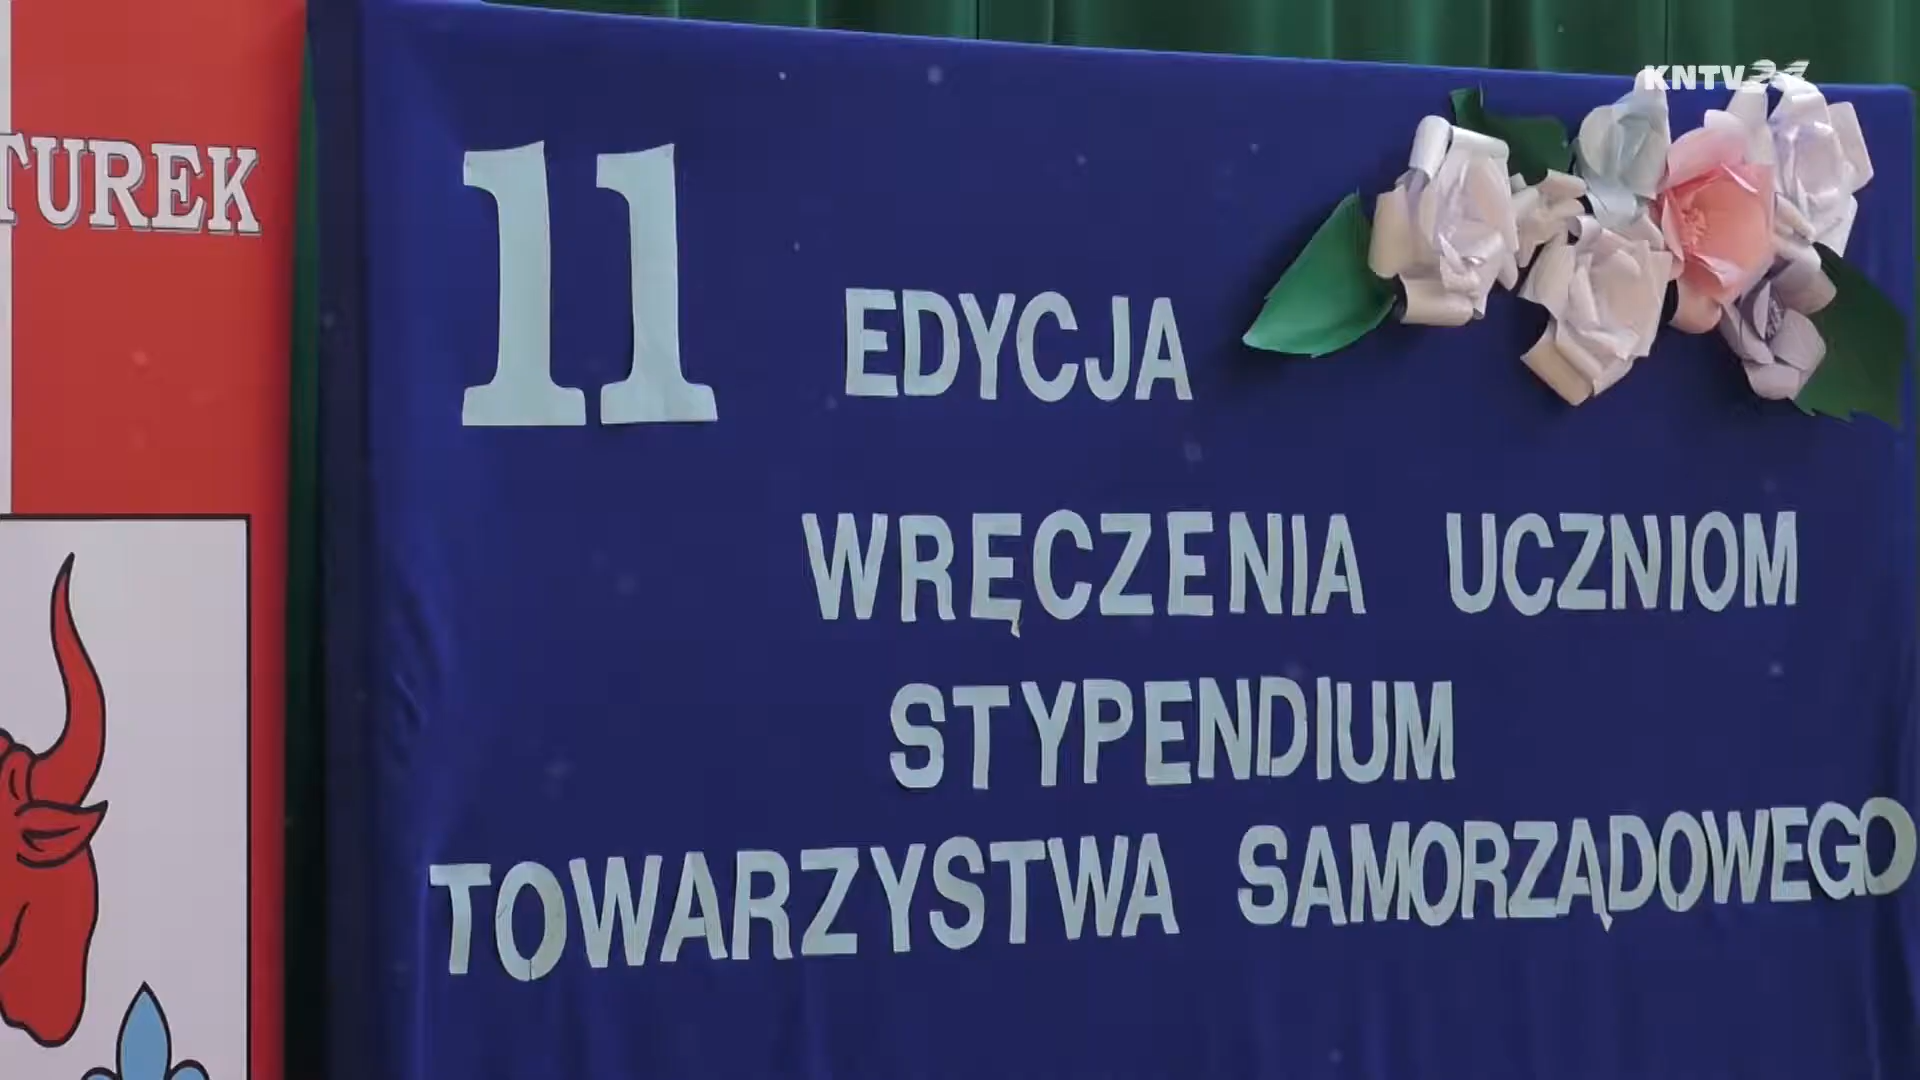 KNTV24
TUREK
11 EDYCJA
WRĘCZENIA UCZNIOM
STYPENDIUM
TOWARZYSTWA SAMORZĄDOWEGO